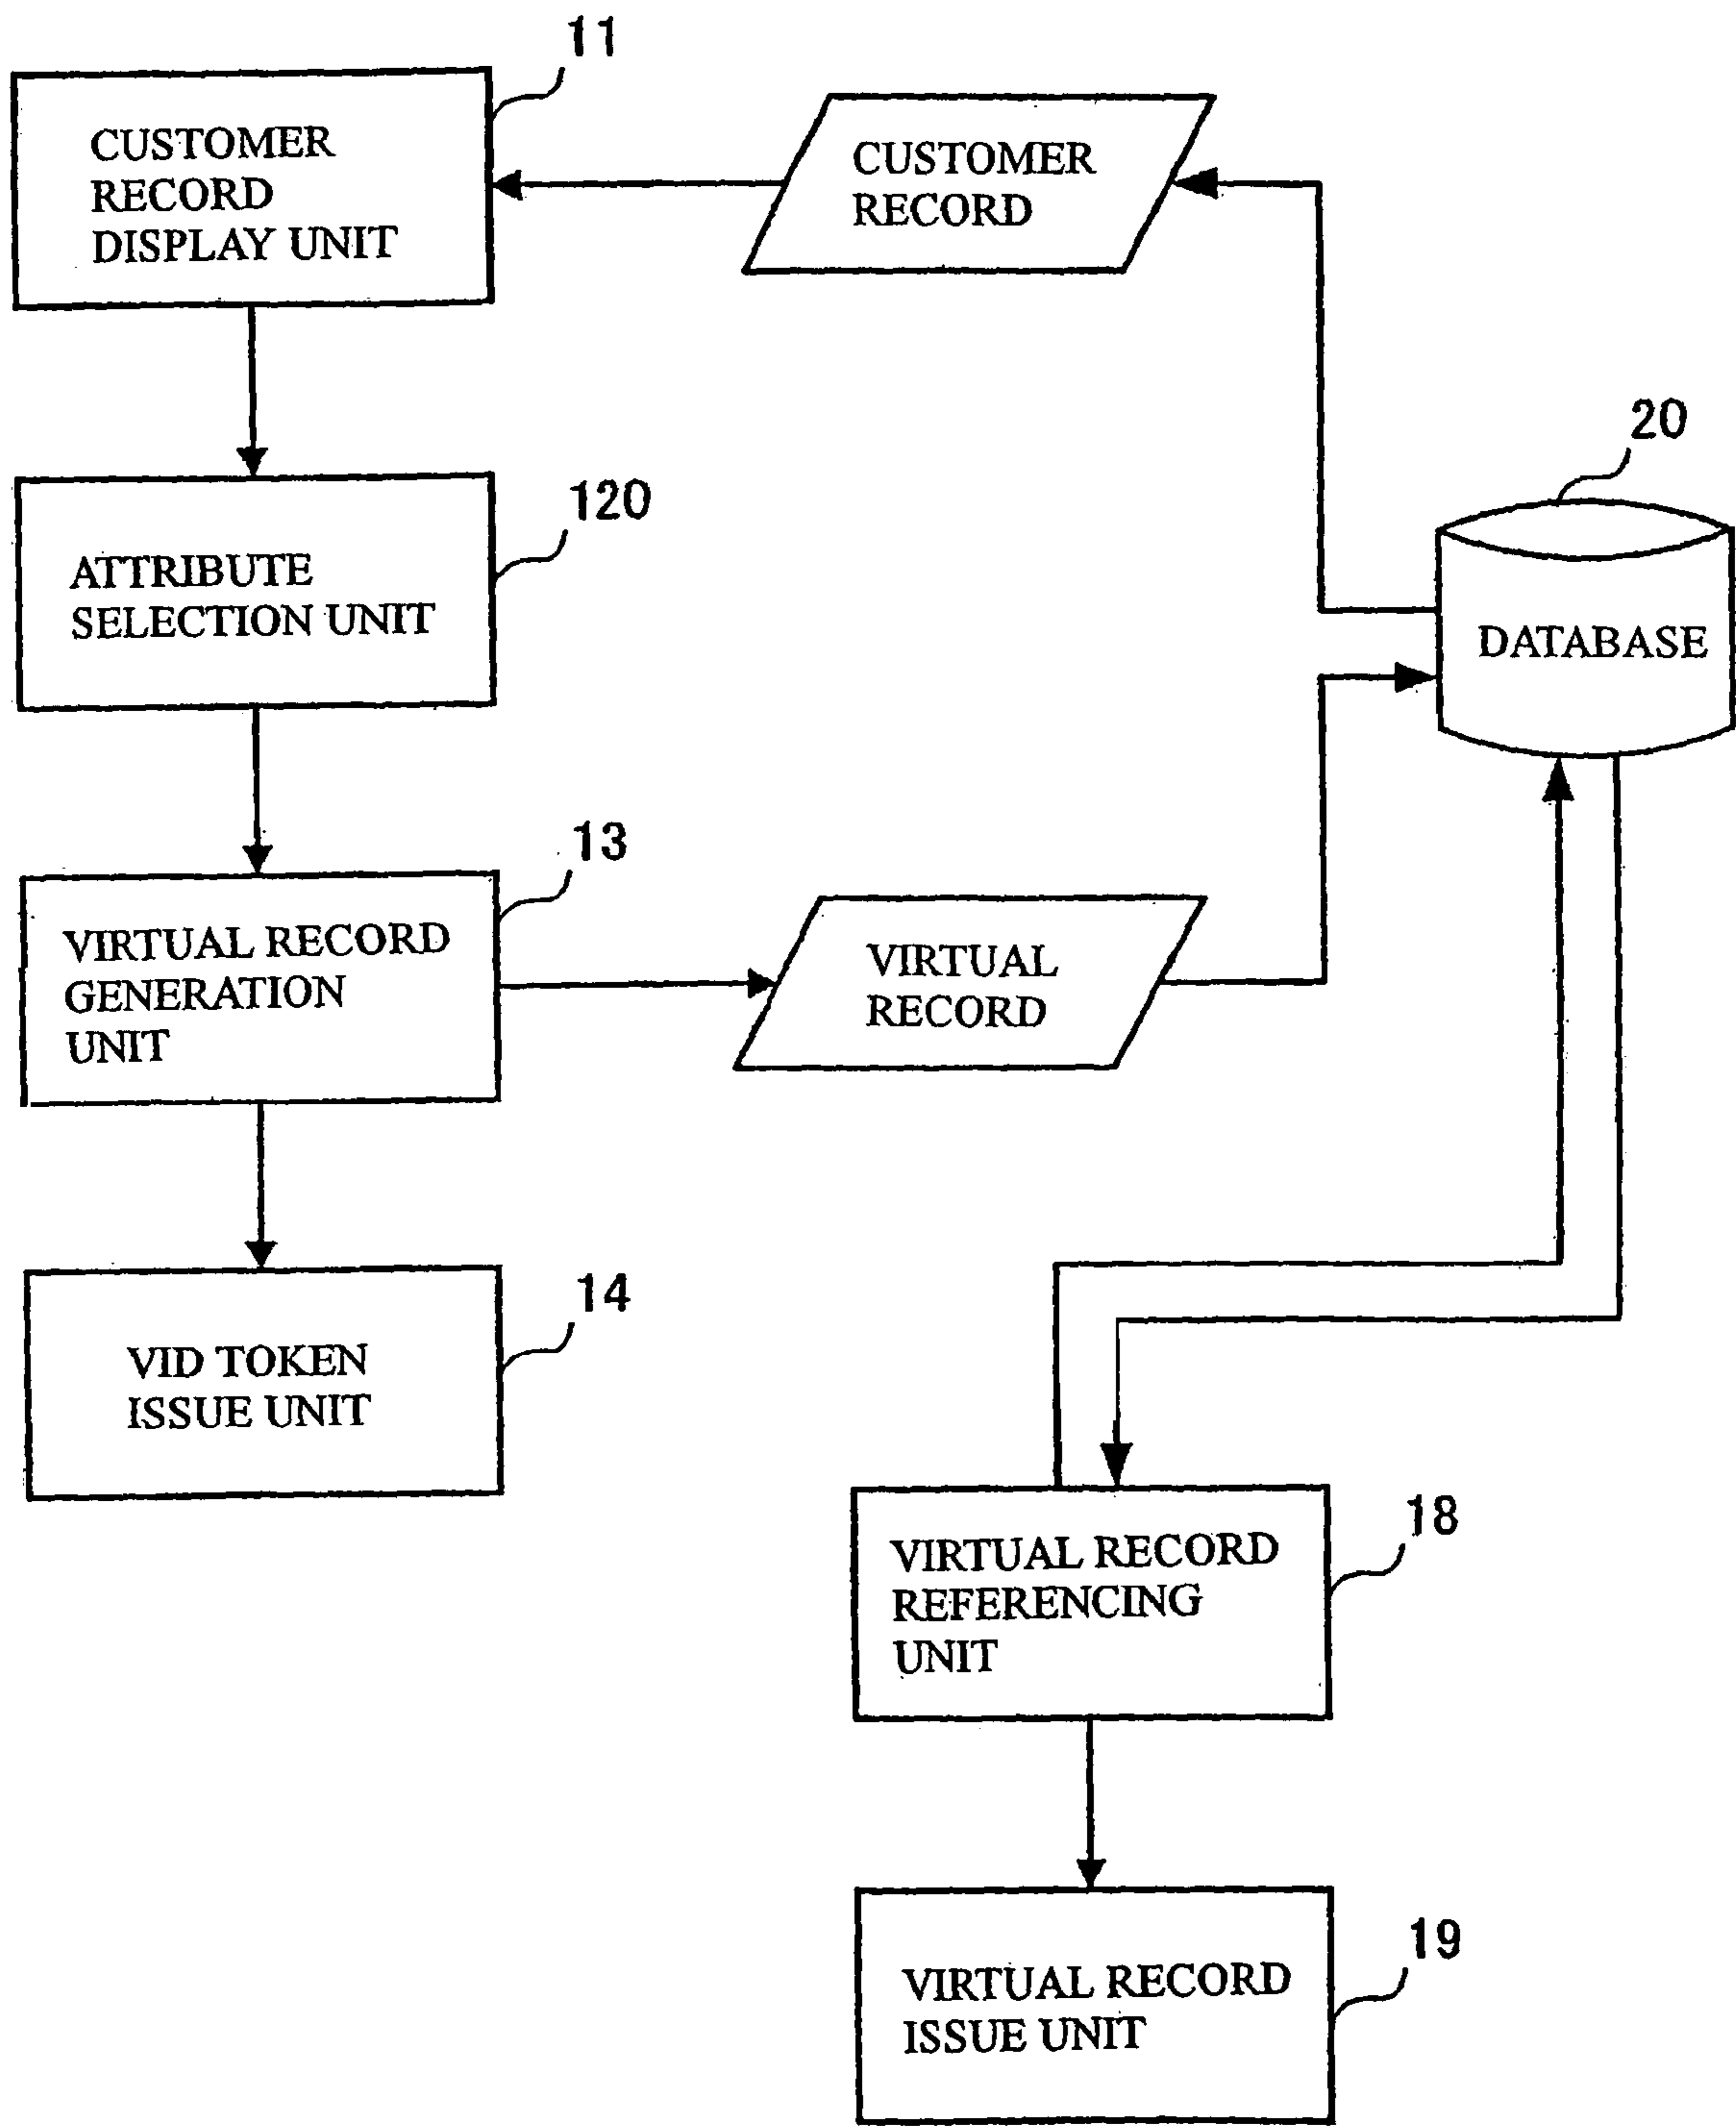 11
CUSTOMER
RECORD
DISPLAY UNIT
CUSTOMER
RECORD
20
DATABASE
120
ATTRIBUTE
SELECTION UNIT
13
VIRTUAL RECORD
GENERATION
UNIT
VIRTUAL
RECORD
14
VID TOKEN
ISSUE UNIT
18
VIRTUAL RECORD
REFERENCING
UNIT
19
VIRTUAL RECORD
ISSUE UNIT